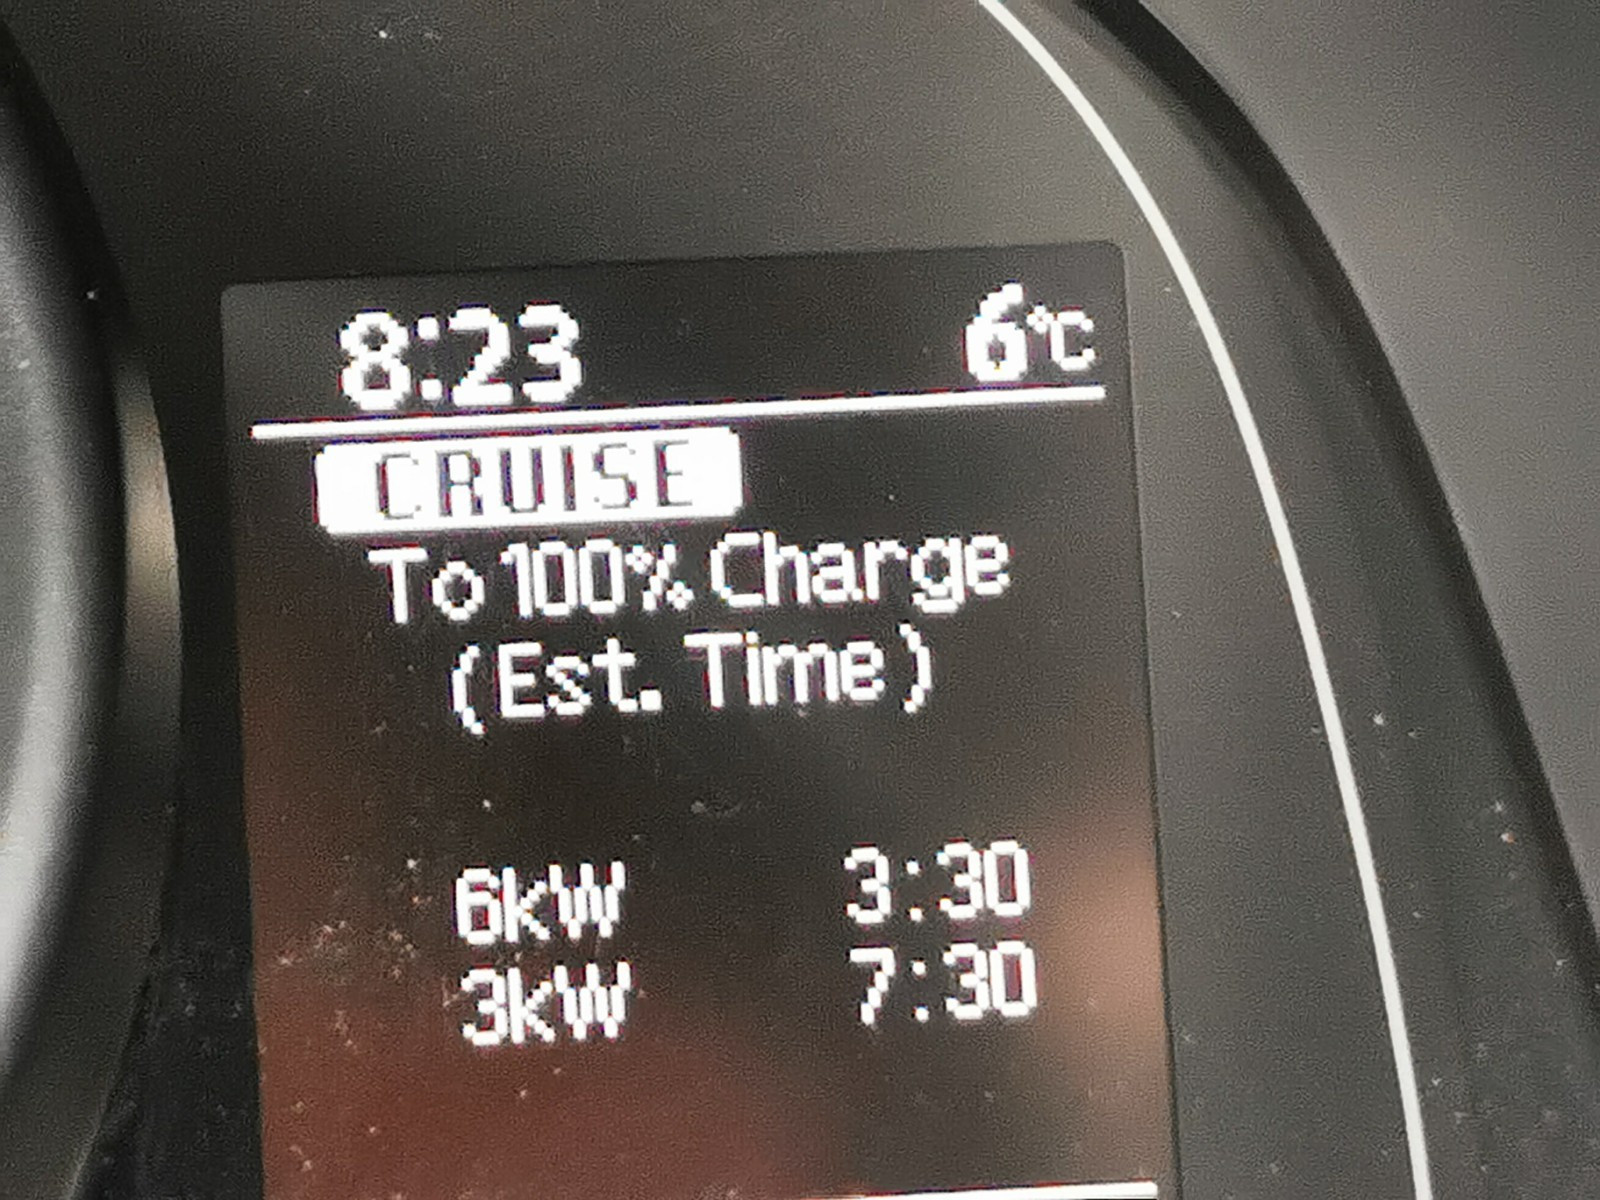 8:23 6°C
CRUISE
To 100% Charge
(Est. Time)
6kW 3:30
3kW 7:30